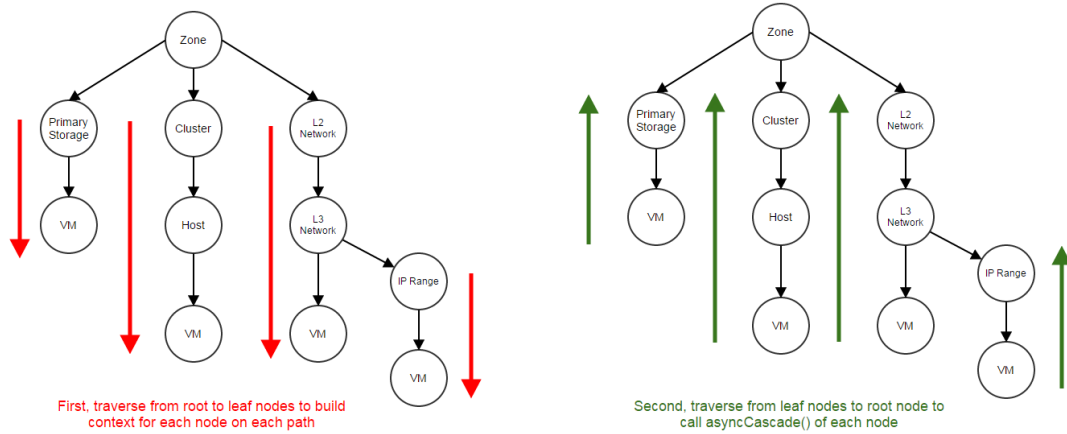 Zone
Primary
Storage
Cluster
L2
Network
VM
Host
L3
Network
IP Range
VM
VM
VM
First, traverse from root to leaf nodes to build
context for each node on each path
Zone
Primary
Storage
Cluster
L2
Network
VM
Host
L3
Network
IP Range
VM
VM
VM
Second, traverse from leaf nodes to root node to
call asyncCascade() of each node